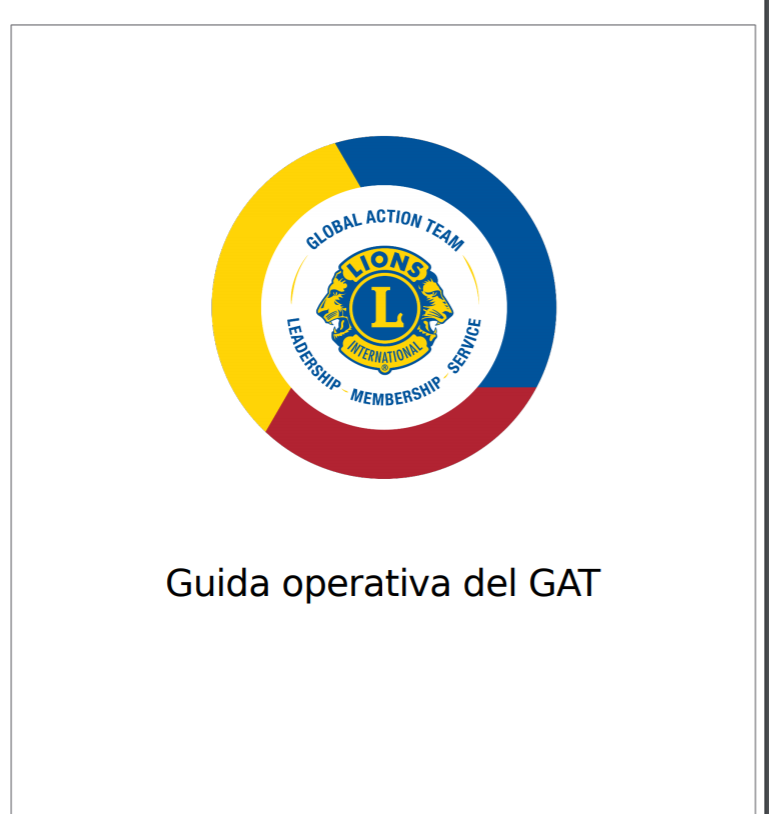 GLOBAL ACTION TEAM
LIONS
L
INTERNATIONAL
®
LEADERSHIP - MEMBERSHIP - SERVICE
Guida operativa del GAT